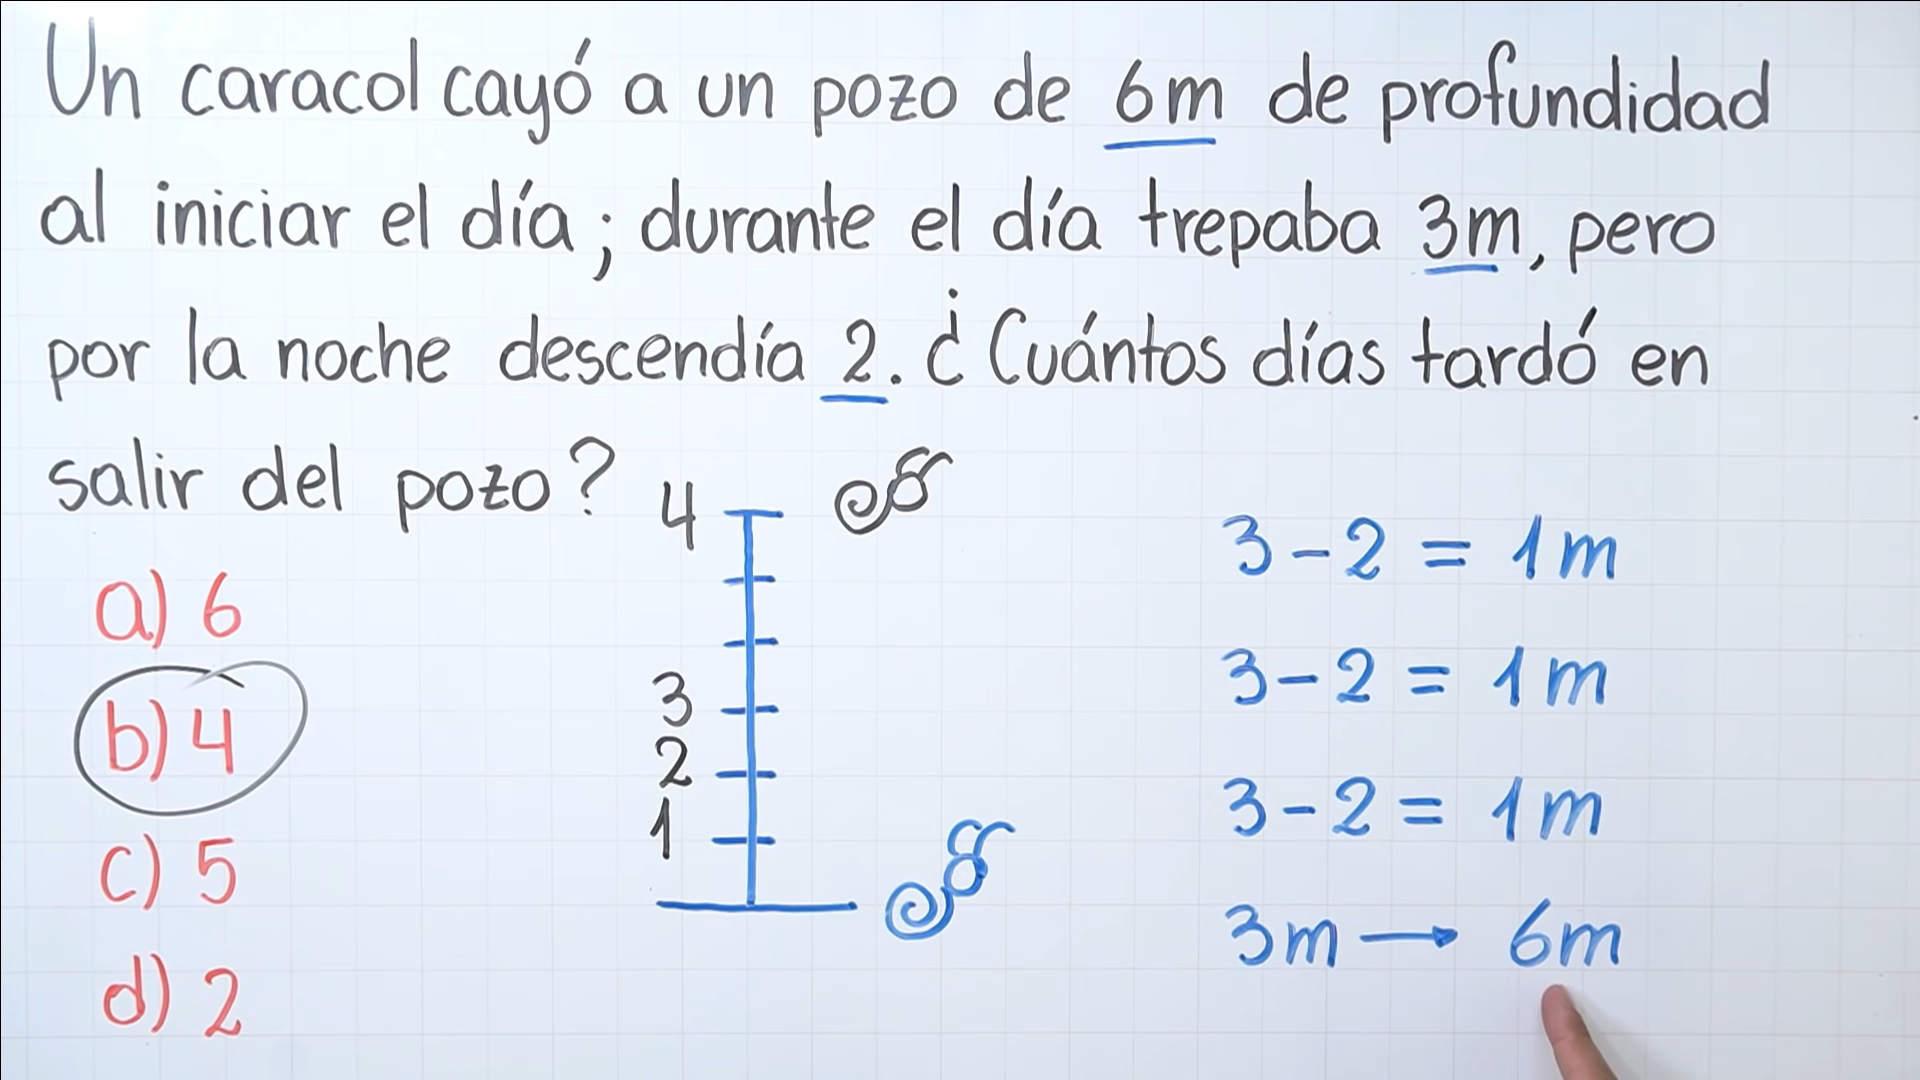 Un caracol cayó a un pozo de 6m de profundidad
al iniciar el día; durante el día trepaba 3m, pero
por la noche descendía 2. ¿Cuántos días tardó en
salir del pozo?
a) 6
b) 4
c) 5
d) 2
4
3
2
1
3-2 = 1m
3-2 = 1m
3-2 = 1m
3m → 6m